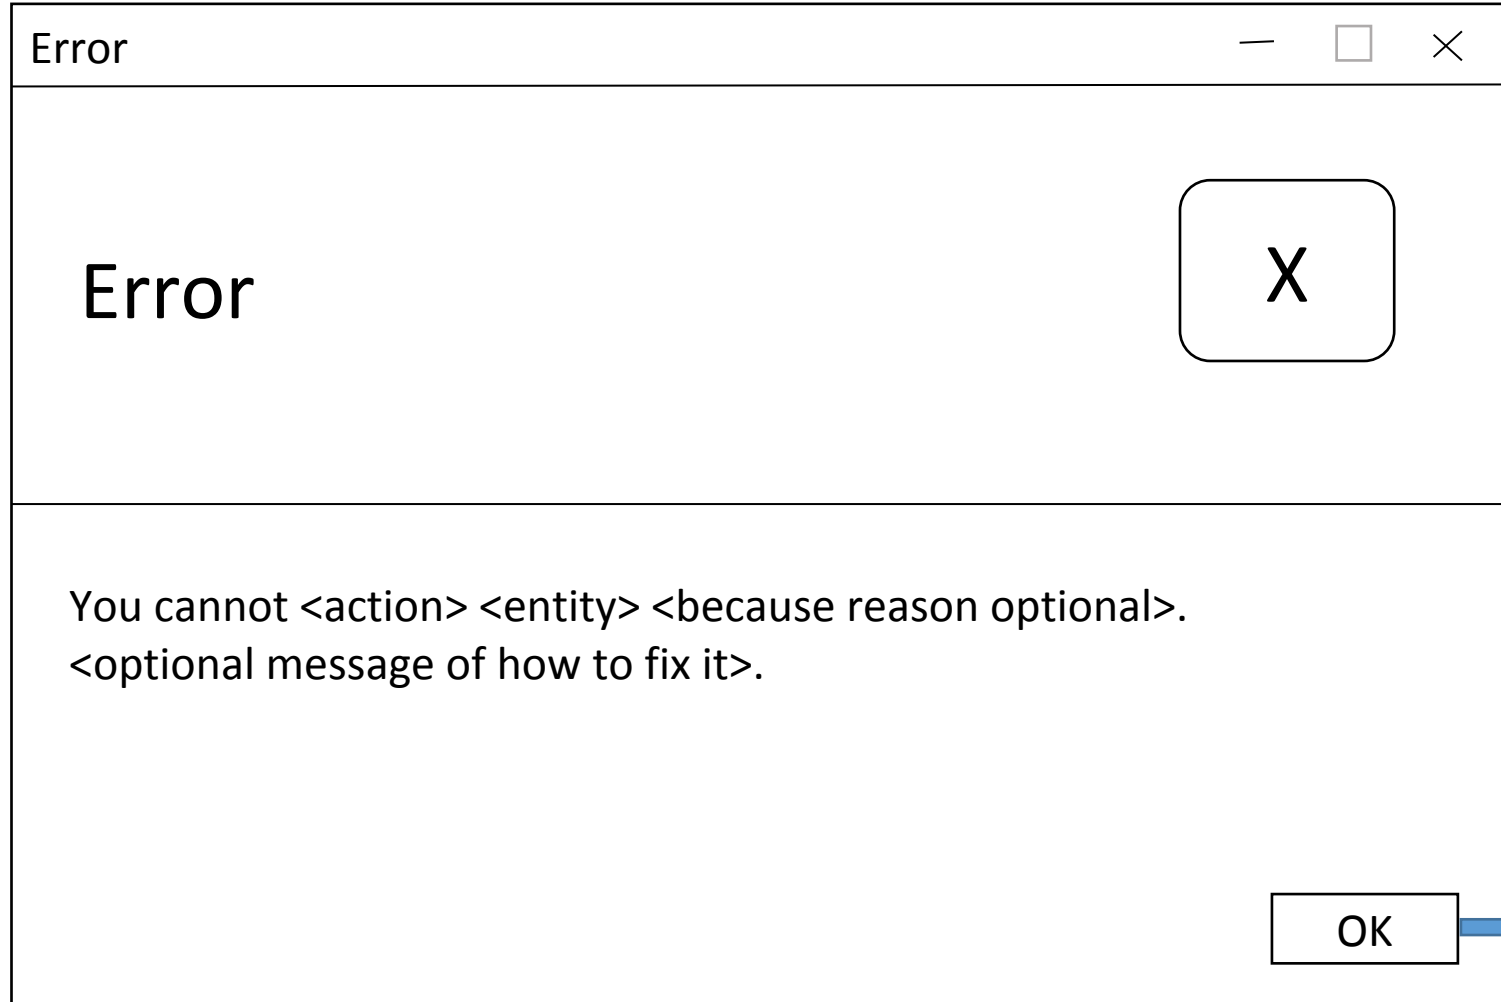 Error
Error
X
You cannot <action> <entity> <because reason optional>.
<optional message of how to fix it>.
OK